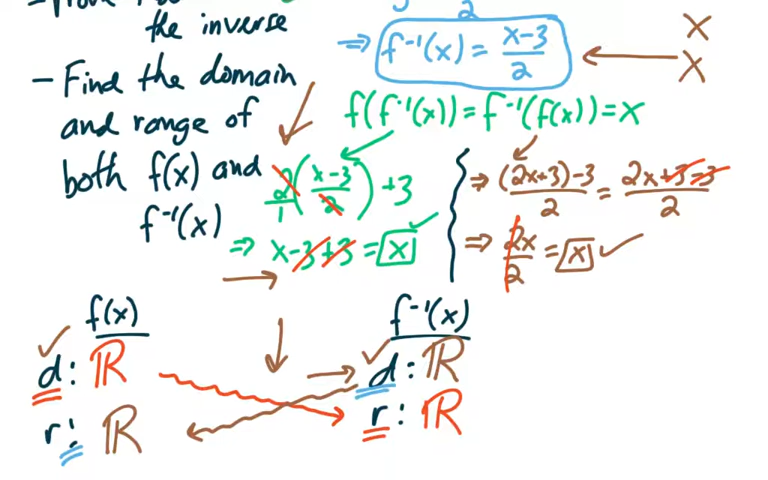 the inverse
2
⇒ f⁻¹(x) = (x-3)/2
x
x
- Find the domain
and range of
both f(x) and
f⁻¹(x)
f(f⁻¹(x)) = f⁻¹(f(x)) = x
2/1 ((x-3)/2) + 3
⇒ x-3+3 = x
⇒ ((2x+3)-3)/2 = (2x+3-3)/2
⇒ 2x/2 = x ✓
f(x)
d: ℝ
r: ℝ
f⁻¹(x)
d: ℝ
r: ℝ